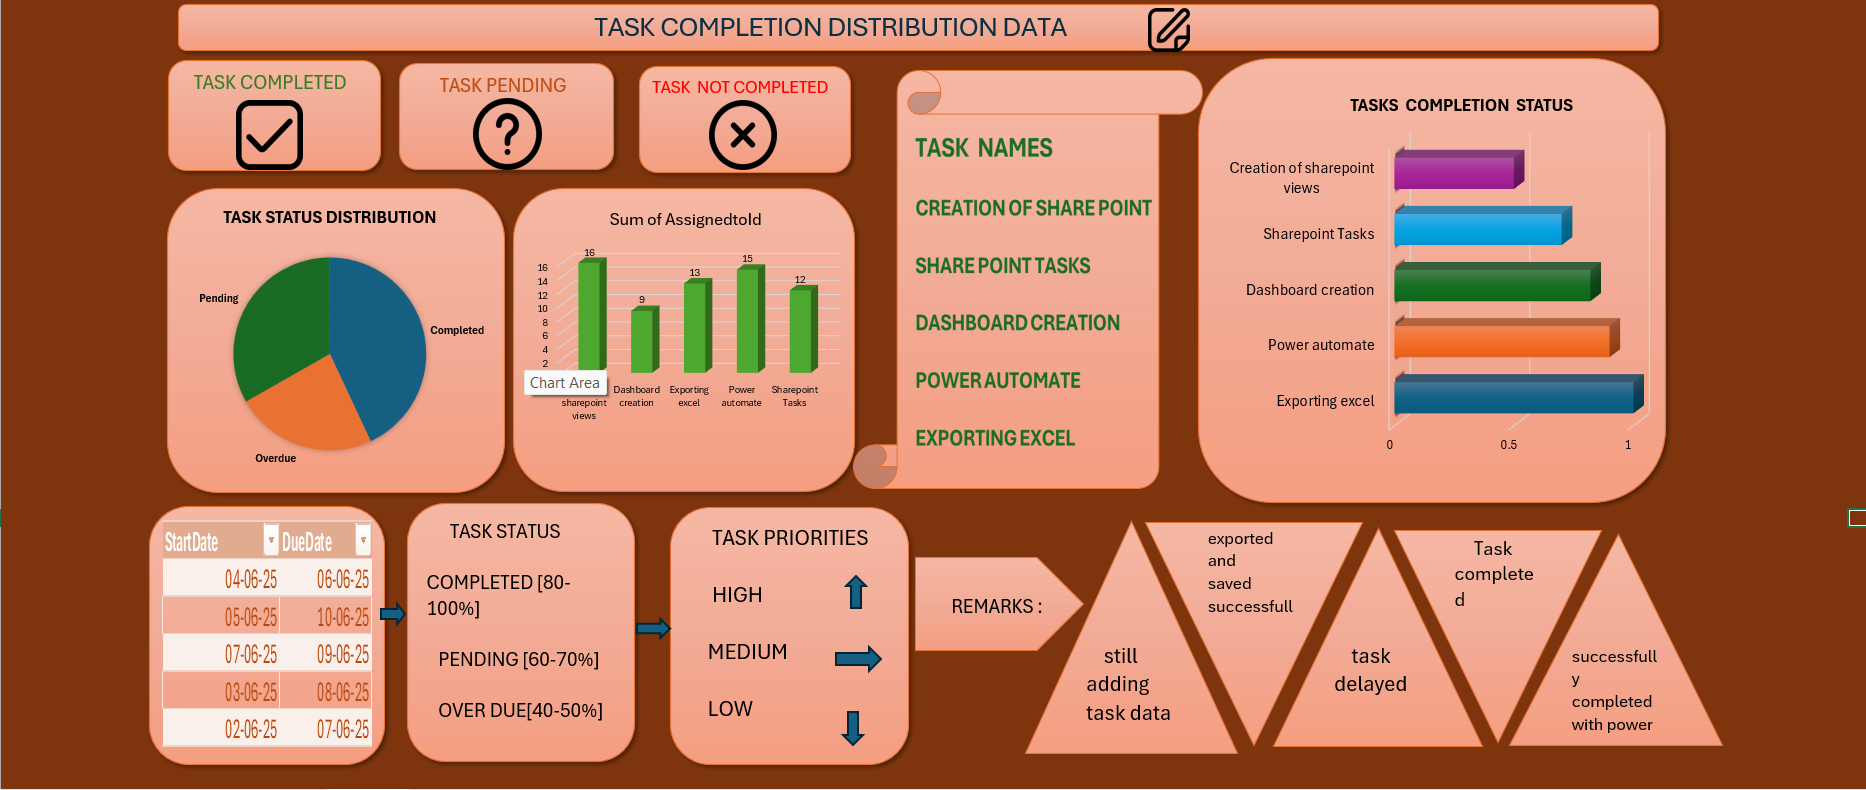 TASK COMPLETION DISTRIBUTION DATA
TASK COMPLETED
TASK PENDING
TASK NOT COMPLETED
TASK STATUS DISTRIBUTION
Pending
Completed
Overdue
Sum of AssignedtoId
16
14
12
10
8
6
4
2
16
9
13
15
12
Chart Area
sharepoint
views
Dashboard
creation
Exporting
excel
Power
automate
Sharepoint
Tasks
TASK NAMES
CREATION OF SHARE POINT
SHARE POINT TASKS
DASHBOARD CREATION
POWER AUTOMATE
EXPORTING EXCEL
TASKS COMPLETION STATUS
Creation of sharepoint
views
Sharepoint Tasks
Dashboard creation
Power automate
Exporting excel
0 0.5 1
StartDate DueDate
04-06-25 06-06-25
05-06-25 10-06-25
07-06-25 09-06-25
03-06-25 08-06-25
02-06-25 07-06-25
TASK STATUS
COMPLETED [80-
100%]
PENDING [60-70%]
OVER DUE[40-50%]
TASK PRIORITIES
HIGH
MEDIUM
LOW
REMARKS :
still
adding
task data
exported
and
saved
successfull
task
delayed
Task
complete
d
successfull
y
completed
with power